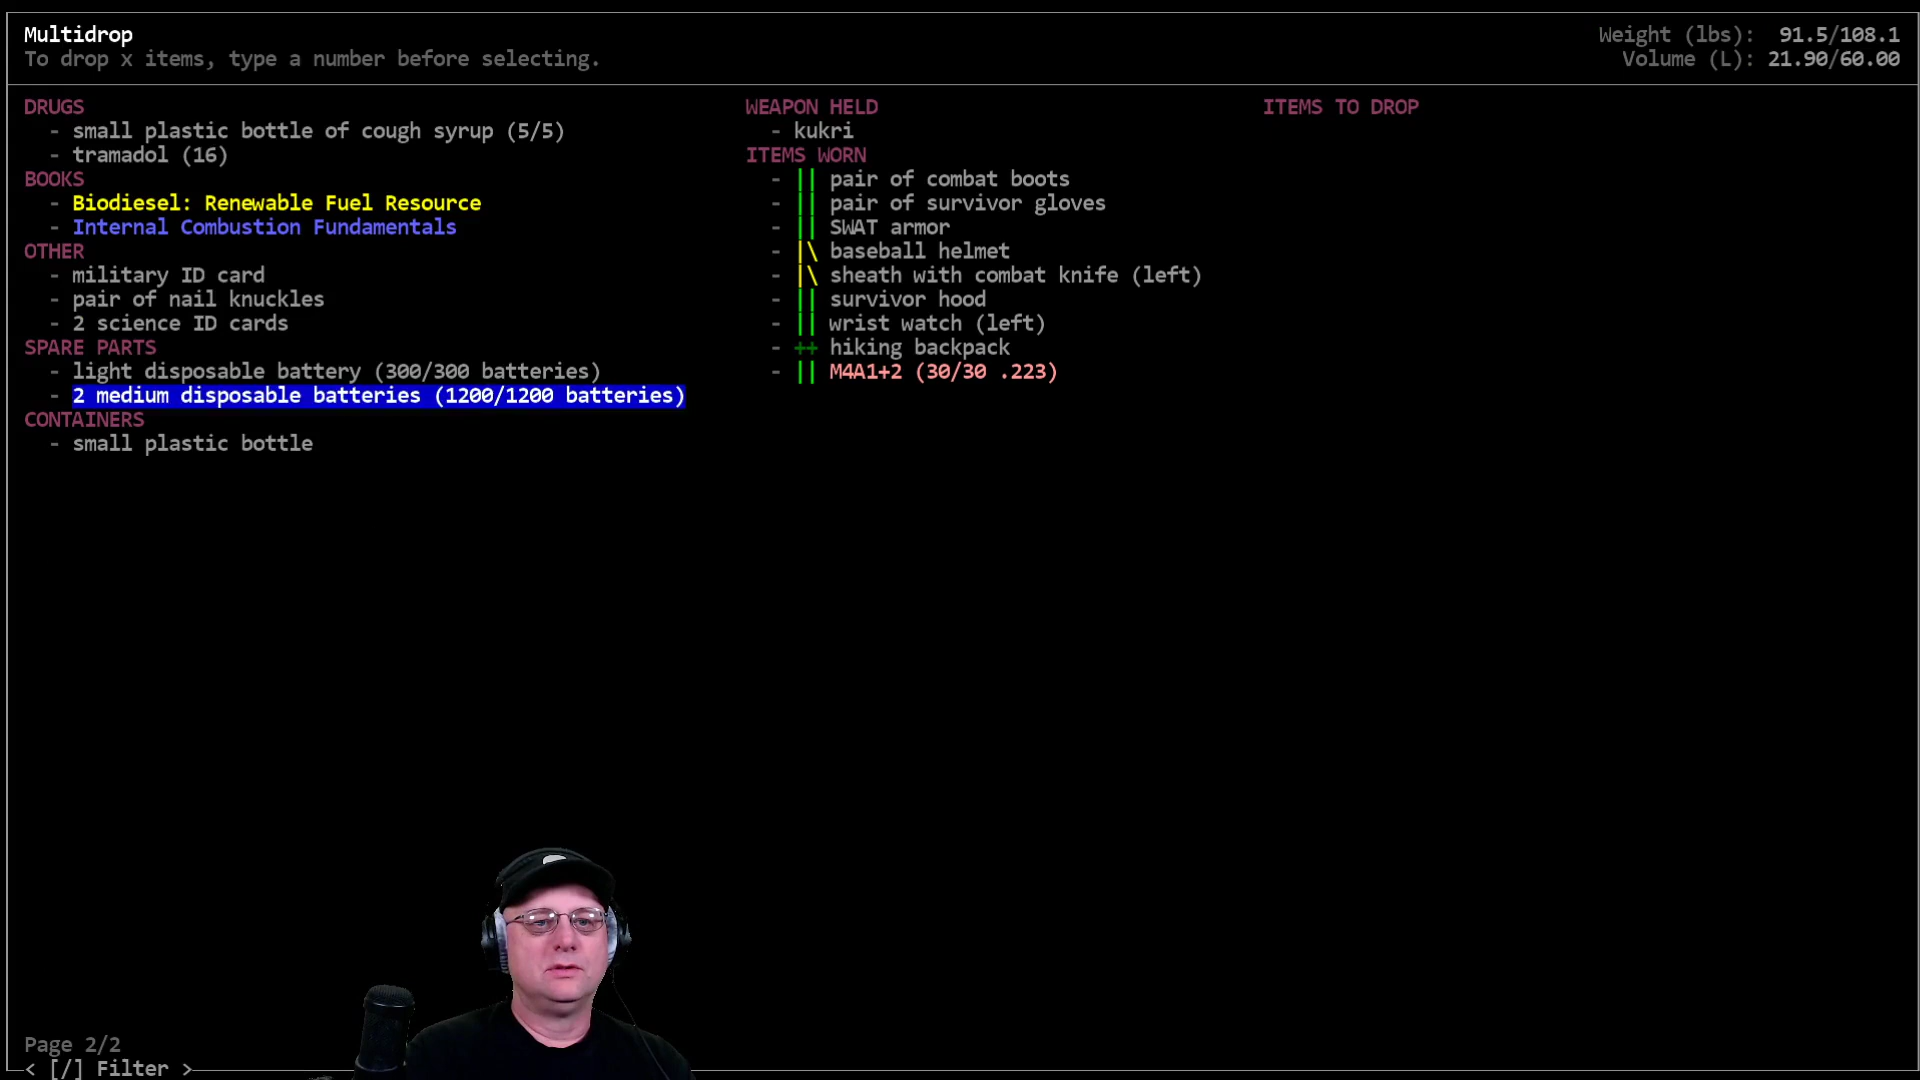 Multidrop
To drop x items, type a number before selecting.
Weight (lbs): 91.5/108.1
Volume (L): 21.90/60.00
DRUGS
- small plastic bottle of cough syrup (5/5)
- tramadol (16)
BOOKS
- Biodiesel: Renewable Fuel Resource
- Internal Combustion Fundamentals
OTHER
- military ID card
- pair of nail knuckles
- 2 science ID cards
SPARE PARTS
- light disposable battery (300/300 batteries)
- 2 medium disposable batteries (1200/1200 batteries)
CONTAINERS
- small plastic bottle
WEAPON HELD
- kukri
ITEMS WORN
- || pair of combat boots
- || pair of survivor gloves
- || SWAT armor
- |\ baseball helmet
- |\ sheath with combat knife (left)
- || survivor hood
- || wrist watch (left)
- ++ hiking backpack
- || M4A1+2 (30/30 .223)
ITEMS TO DROP
Page 2/2
< [/] Filter >